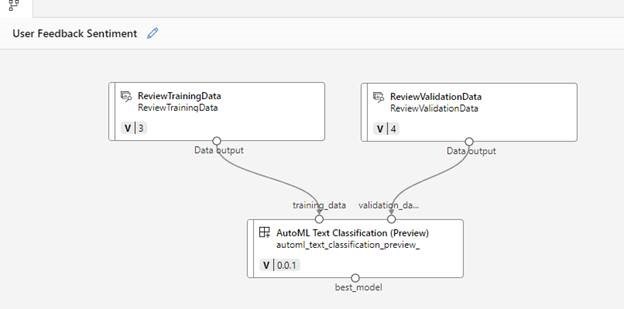 User Feedback Sentiment
ReviewTrainingData
ReviewTrainingData
V 3
Data output
ReviewValidationData
ReviewValidationData
V 4
Data output
training_data
validation_da...
AutoML Text Classification (Preview)
automl_text_classification_preview_
V 0.0.1
best_model